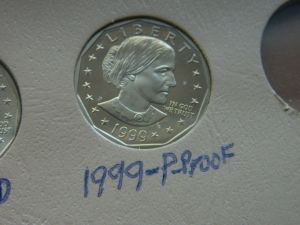 LIBERTY
IN GOD
WE TRUST
1999
D
1999-P-Proof